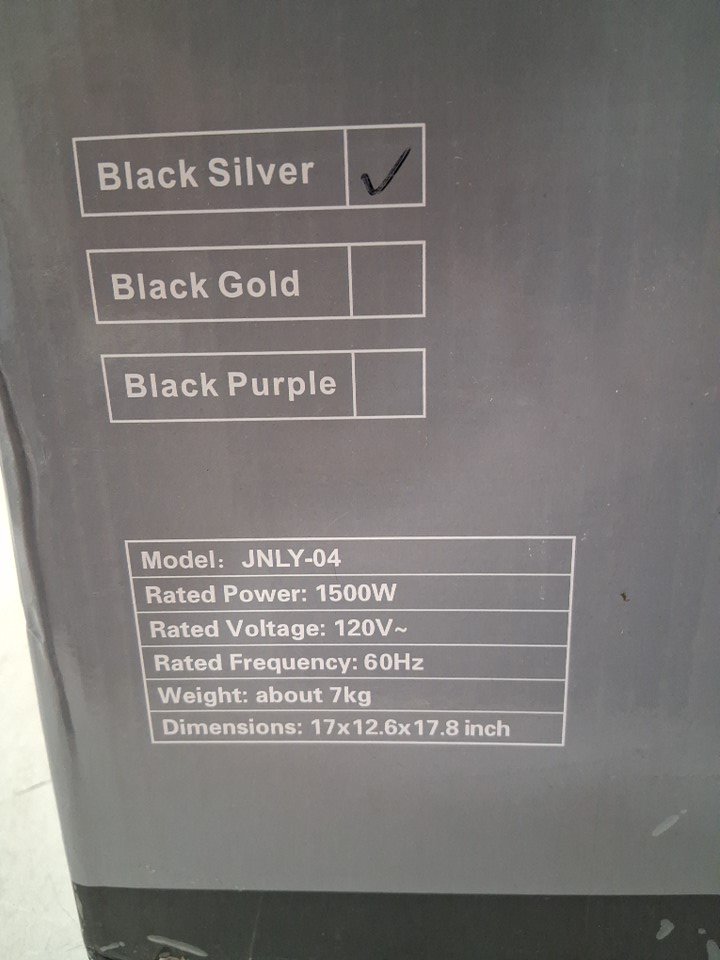 Black Silver ✓
Black Gold
Black Purple
Model: JNLY-04
Rated Power: 1500W
Rated Voltage: 120V~
Rated Frequency: 60Hz
Weight: about 7kg
Dimensions: 17x12.6x17.8 inch